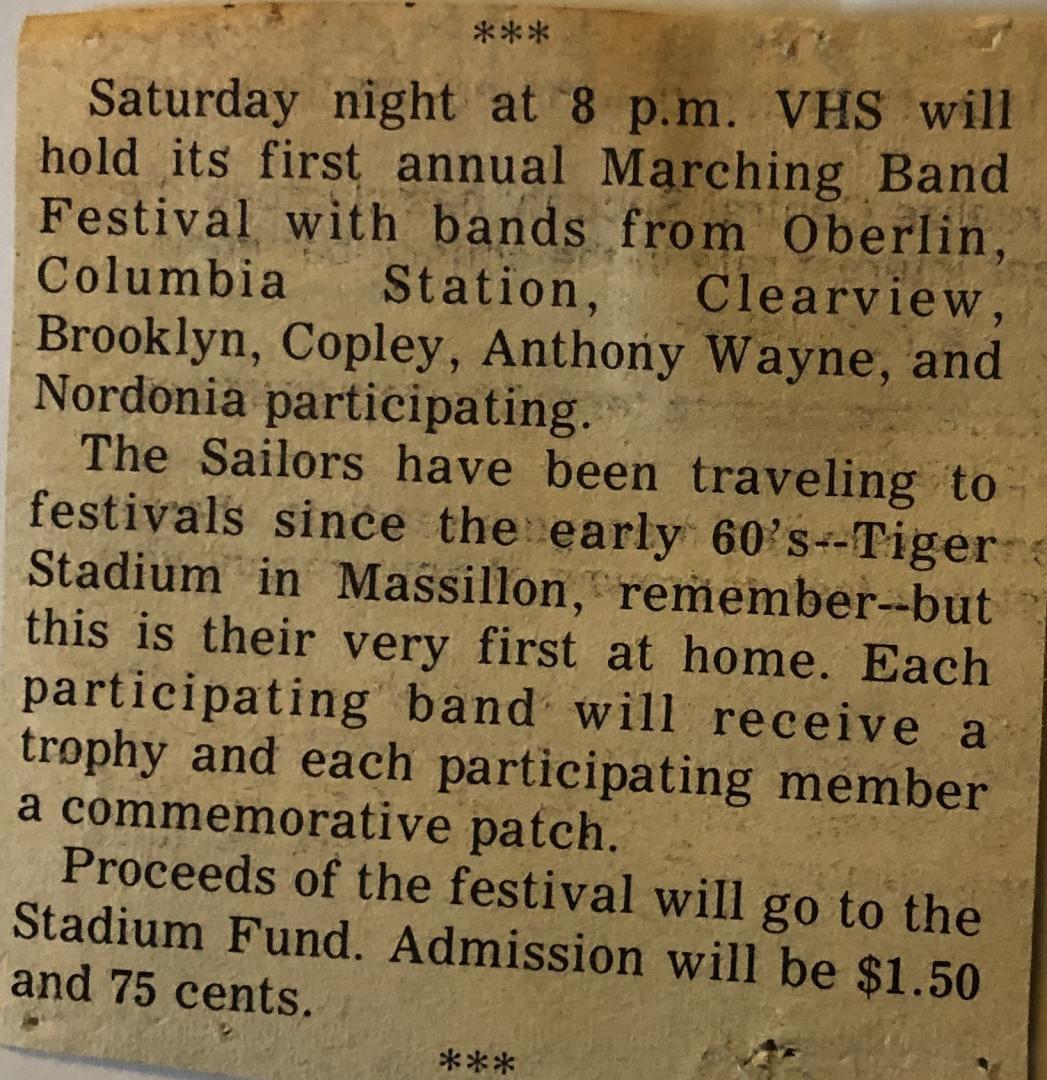 ***
Saturday night at 8 p.m. VHS will
hold its first annual Marching Band
Festival with bands from Oberlin,
Columbia Station, Clearview,
Brooklyn, Copley, Anthony Wayne, and
Nordonia participating.
The Sailors have been traveling to
festivals since the early 60's--Tiger
Stadium in Massillon, remember--but
this is their very first at home. Each
participating band will receive a
trophy and each participating member
a commemorative patch.
Proceeds of the festival will go to the
Stadium Fund. Admission will be $1.50
and 75 cents.
***